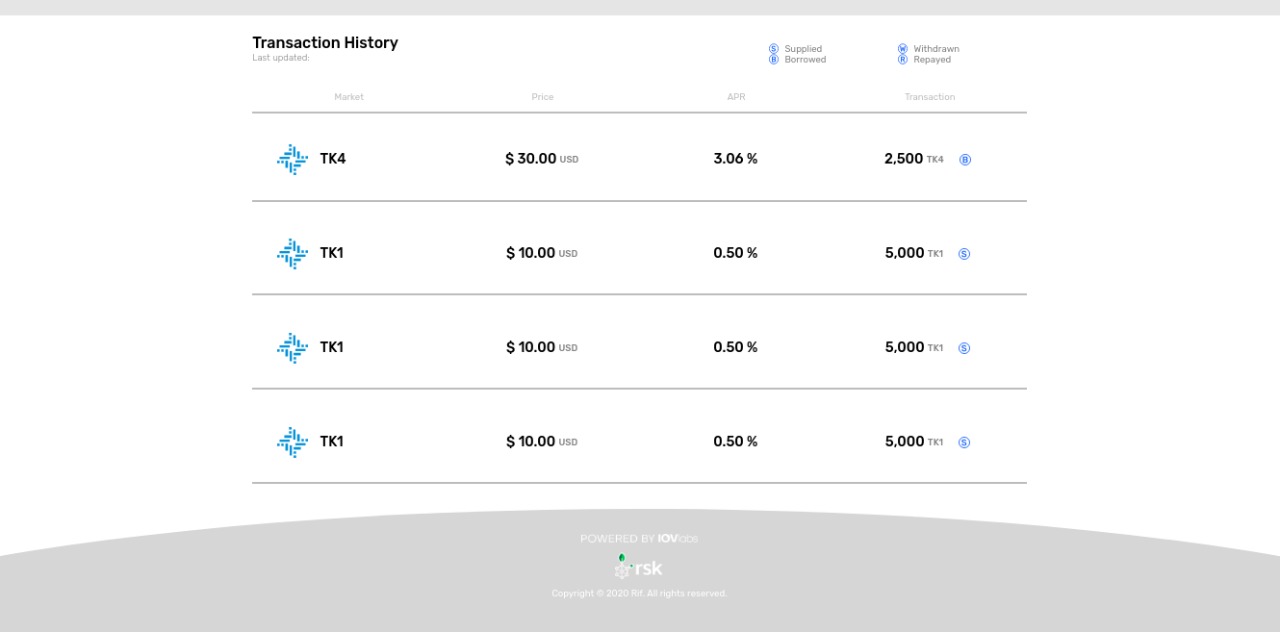 Transaction History
Last updated:
S Supplied
B Borrowed
W Withdrawn
R Repayed
Market Price APR Transaction
TK4 $ 30.00 USD 3.06 % 2,500 TK4 B
TK1 $ 10.00 USD 0.50 % 5,000 TK1 S
TK1 $ 10.00 USD 0.50 % 5,000 TK1 S
TK1 $ 10.00 USD 0.50 % 5,000 TK1 S
POWERED BY IOVlabs
rsk
Copyright © 2020 Rif. All rights reserved.